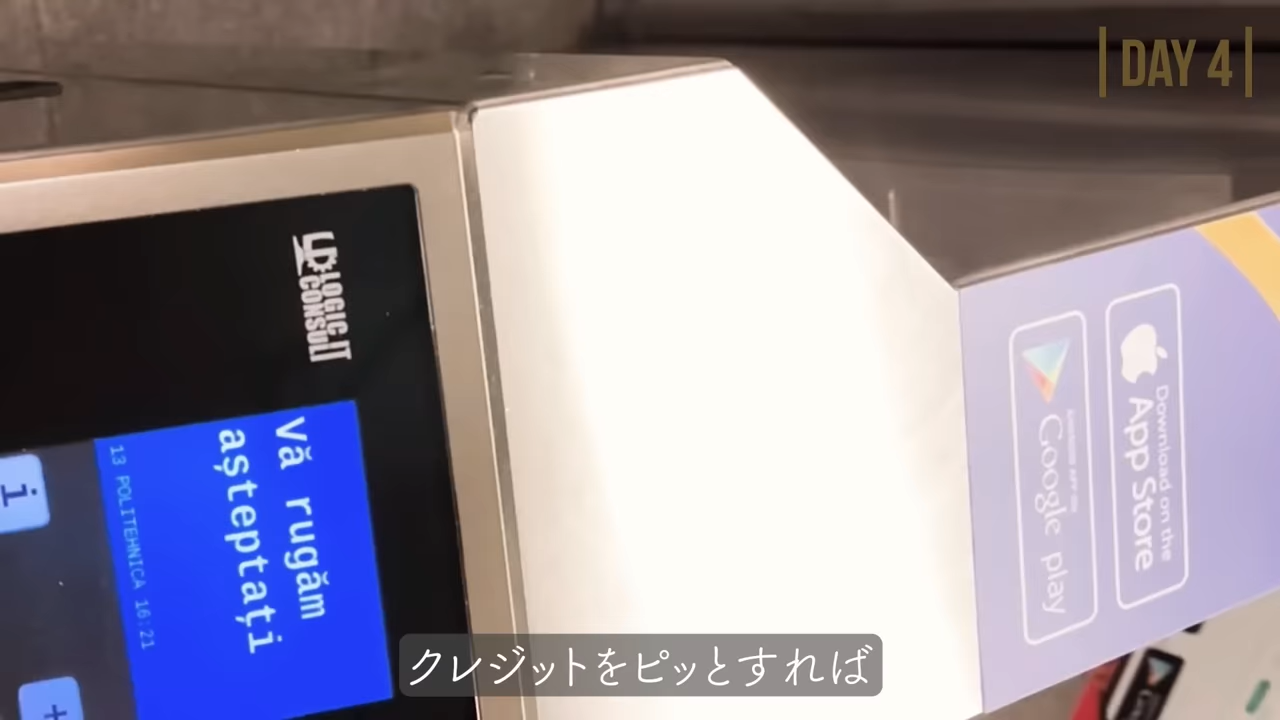 | DAY 4 |
LOGIC IT
CONSULT
Vă rugăm
așteptați
13 POLITEHNICA 16:21
i
+
Download on the
App Store
Google play
クレジットをピッとすれば